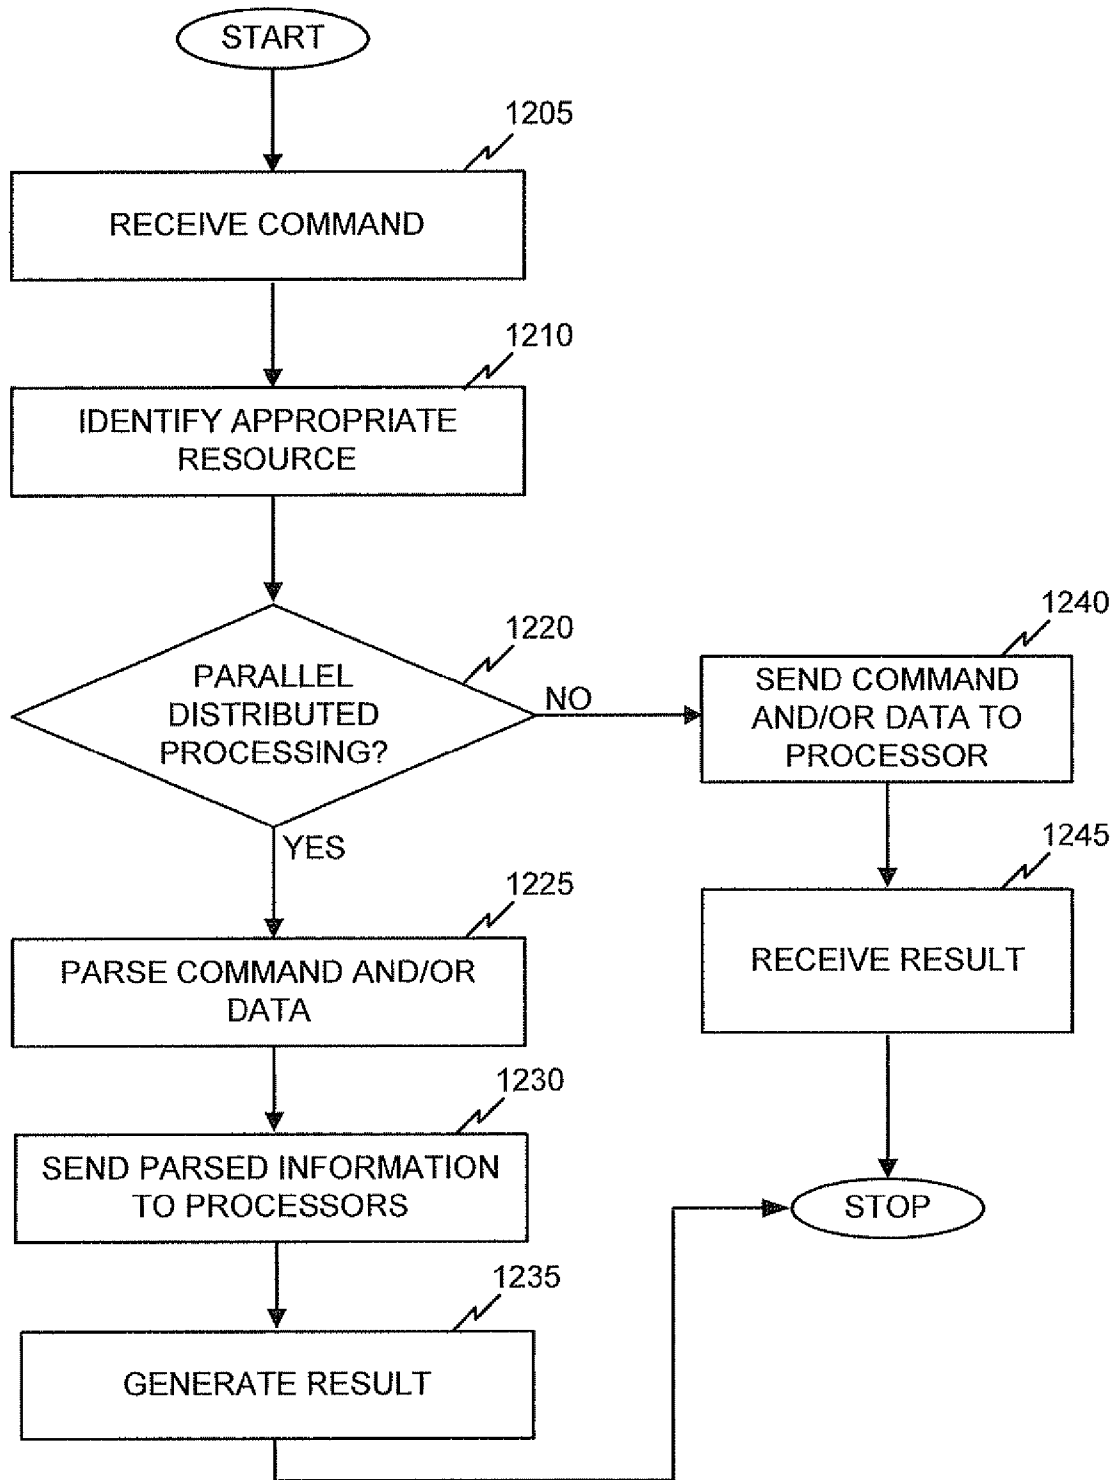 START
1205
RECEIVE COMMAND
1210
IDENTIFY APPROPRIATE
RESOURCE
1220
PARALLEL
DISTRIBUTED
PROCESSING?
NO
YES
1240
SEND COMMAND
AND/OR DATA TO
PROCESSOR
1245
RECEIVE RESULT
1225
PARSE COMMAND AND/OR
DATA
1230
SEND PARSED INFORMATION
TO PROCESSORS
1235
GENERATE RESULT
STOP